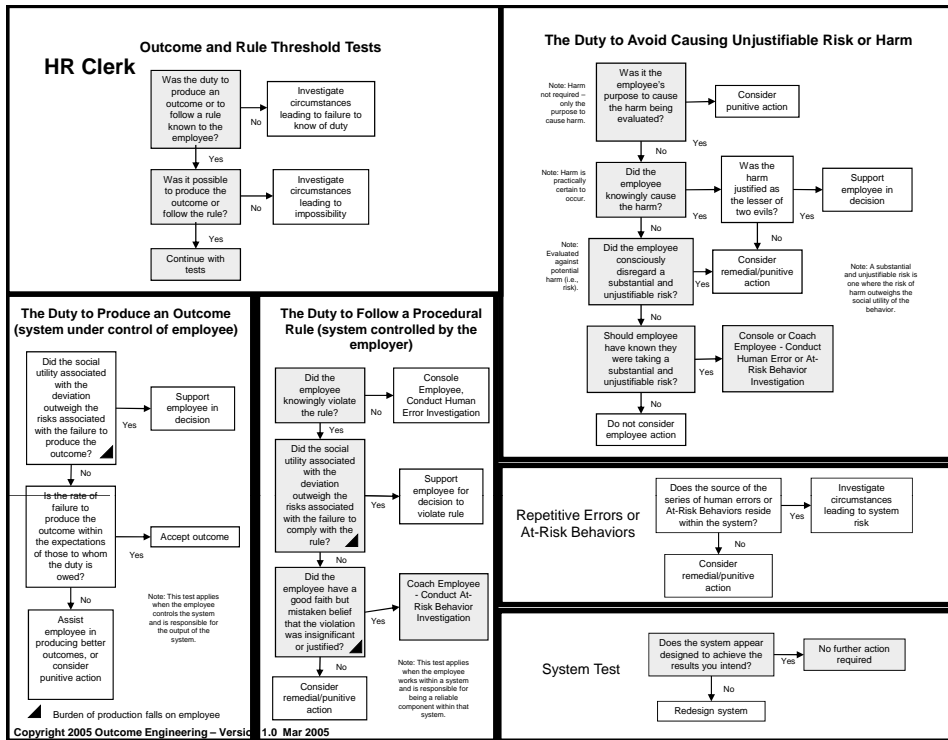 Outcome and Rule Threshold Tests
HR Clerk
Was the duty to
produce an
outcome or to
follow a rule
known to the
employee?
No
Investigate
circumstances
leading to failure to
know of duty
Yes
Was it possible
to produce the
outcome or
follow the rule?
No
Investigate
circumstances
leading to
impossibility
Yes
Continue with
tests
The Duty to Avoid Causing Unjustifiable Risk or Harm
Note: Harm
not required –
only the
purpose to
cause harm.
Was it the
employee's
purpose to cause
the harm being
evaluated?
Yes
Consider
punitive action
No
Note: Harm is
practically
certain to
occur.
Did the
employee
knowingly cause
the harm?
Yes
Was the
harm
justified as
the lesser of
two evils?
Yes
Support
employee in
decision
No
No
Note:
Evaluated
against
potential
harm (i.e.,
risk).
Did the employee
consciously
disregard a
substantial and
unjustifiable risk?
Yes
Consider
remedial/punitive
action
Note: A substantial
and unjustifiable risk is
one where the risk
of harm outweighs the
social utility of the
behavior.
No
Should employee
have known they
were taking a
substantial and
unjustifiable risk?
Yes
Console or Coach
Employee - Conduct
Human Error or At-
Risk Behavior
Investigation
No
Do not consider
employee action
The Duty to Produce an Outcome
(system under control of employee)
Did the social
utility associated
with the
deviation
outweigh the
risks associated
with the failure to
produce the
outcome?
Yes
Support
employee in
decision
No
Is the rate of
failure to
produce the
outcome within
the expectations
of those to whom
the duty is
owed?
Yes
Accept outcome
No
Assist
employee in
producing better
outcomes, or
consider
punitive action
Note: This test applies
when the employee
controls the system
and is responsible for
the output of the
system.
Burden of production falls on employee
The Duty to Follow a Procedural
Rule (system controlled by the
employer)
Did the
employee
knowingly violate
the rule?
No
Console
Employee,
Conduct Human
Error Investigation
Yes
Did the social
utility associated
with the
deviation
outweigh the
risks associated
with the failure to
comply with the
rule?
Yes
Support
employee for
decision to
violate rule
No
Did the
employee have a
good faith but
mistaken belief
that the violation
was insignificant
or justified?
Yes
Coach Employee
- Conduct At-
Risk Behavior
Investigation
No
Consider
remedial/punitive
action
Note: This test applies
when the employee
works within a system
and is responsible for
being a reliable
component within that
system.
Repetitive Errors or
At-Risk Behaviors
Does the source of the
series of human errors or
At-Risk Behaviors reside
within the system?
Yes
Investigate
circumstances
leading to system
risk
No
Consider
remedial/punitive
action
System Test
Does the system appear
designed to achieve the
results you intend?
Yes
No further action
required
No
Redesign system
Copyright 2005 Outcome Engineering – Version 1.0 Mar 2005